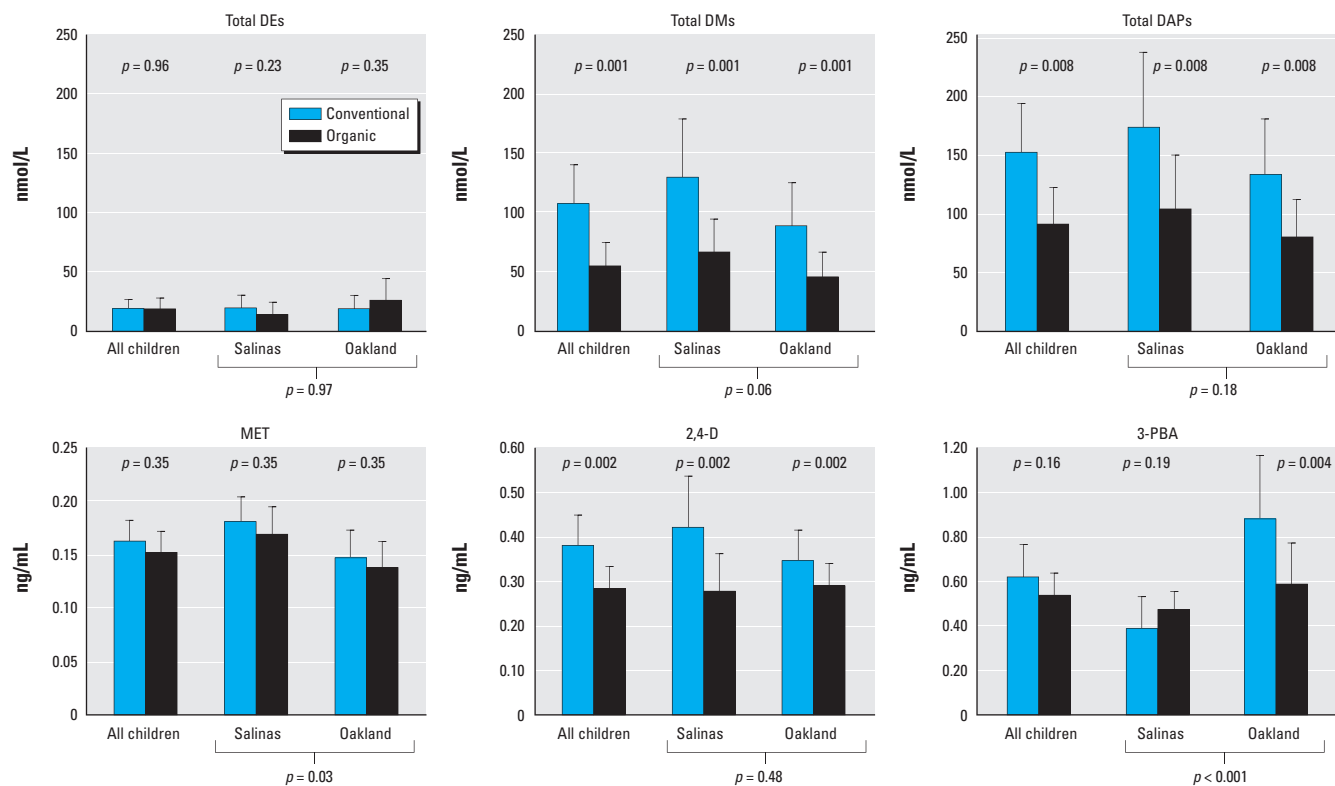 Total DEs
250
200
150
100
50
0
nmol/L
p = 0.96 p = 0.23 p = 0.35
Conventional
Organic
All children Salinas Oakland
p = 0.97
Total DMs
250
200
150
100
50
0
nmol/L
p = 0.001 p = 0.001 p = 0.001
All children Salinas Oakland
p = 0.06
Total DAPs
250
200
150
100
50
0
nmol/L
p = 0.008 p = 0.008 p = 0.008
All children Salinas Oakland
p = 0.18
MET
0.25
0.20
0.15
0.10
0.05
0
ng/mL
p = 0.35 p = 0.35 p = 0.35
All children Salinas Oakland
p = 0.03
2,4-D
0.60
0.50
0.40
0.30
0.20
0.10
0
ng/mL
p = 0.002 p = 0.002 p = 0.002
All children Salinas Oakland
p = 0.48
3-PBA
1.20
1.00
0.80
0.60
0.40
0.20
0
ng/mL
p = 0.16 p = 0.19 p = 0.004
All children Salinas Oakland
p < 0.001